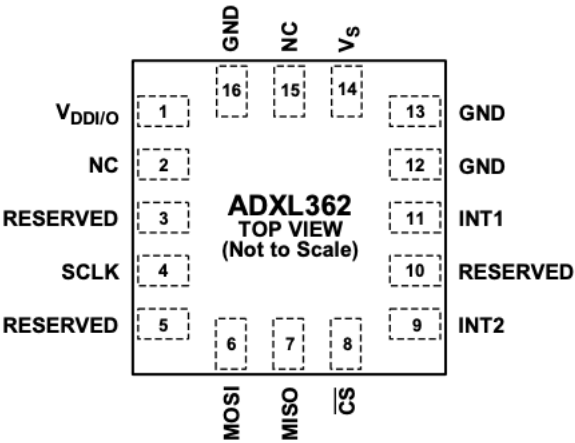 GND NC VS
16 15 14
VDDI/O 1 13 GND
NC 2 12 GND
RESERVED 3 11 INT1
ADXL362
TOP VIEW
(Not to Scale)
SCLK 4 10 RESERVED
RESERVED 5 9 INT2
6 7 8
MOSI MISO C̅S̅